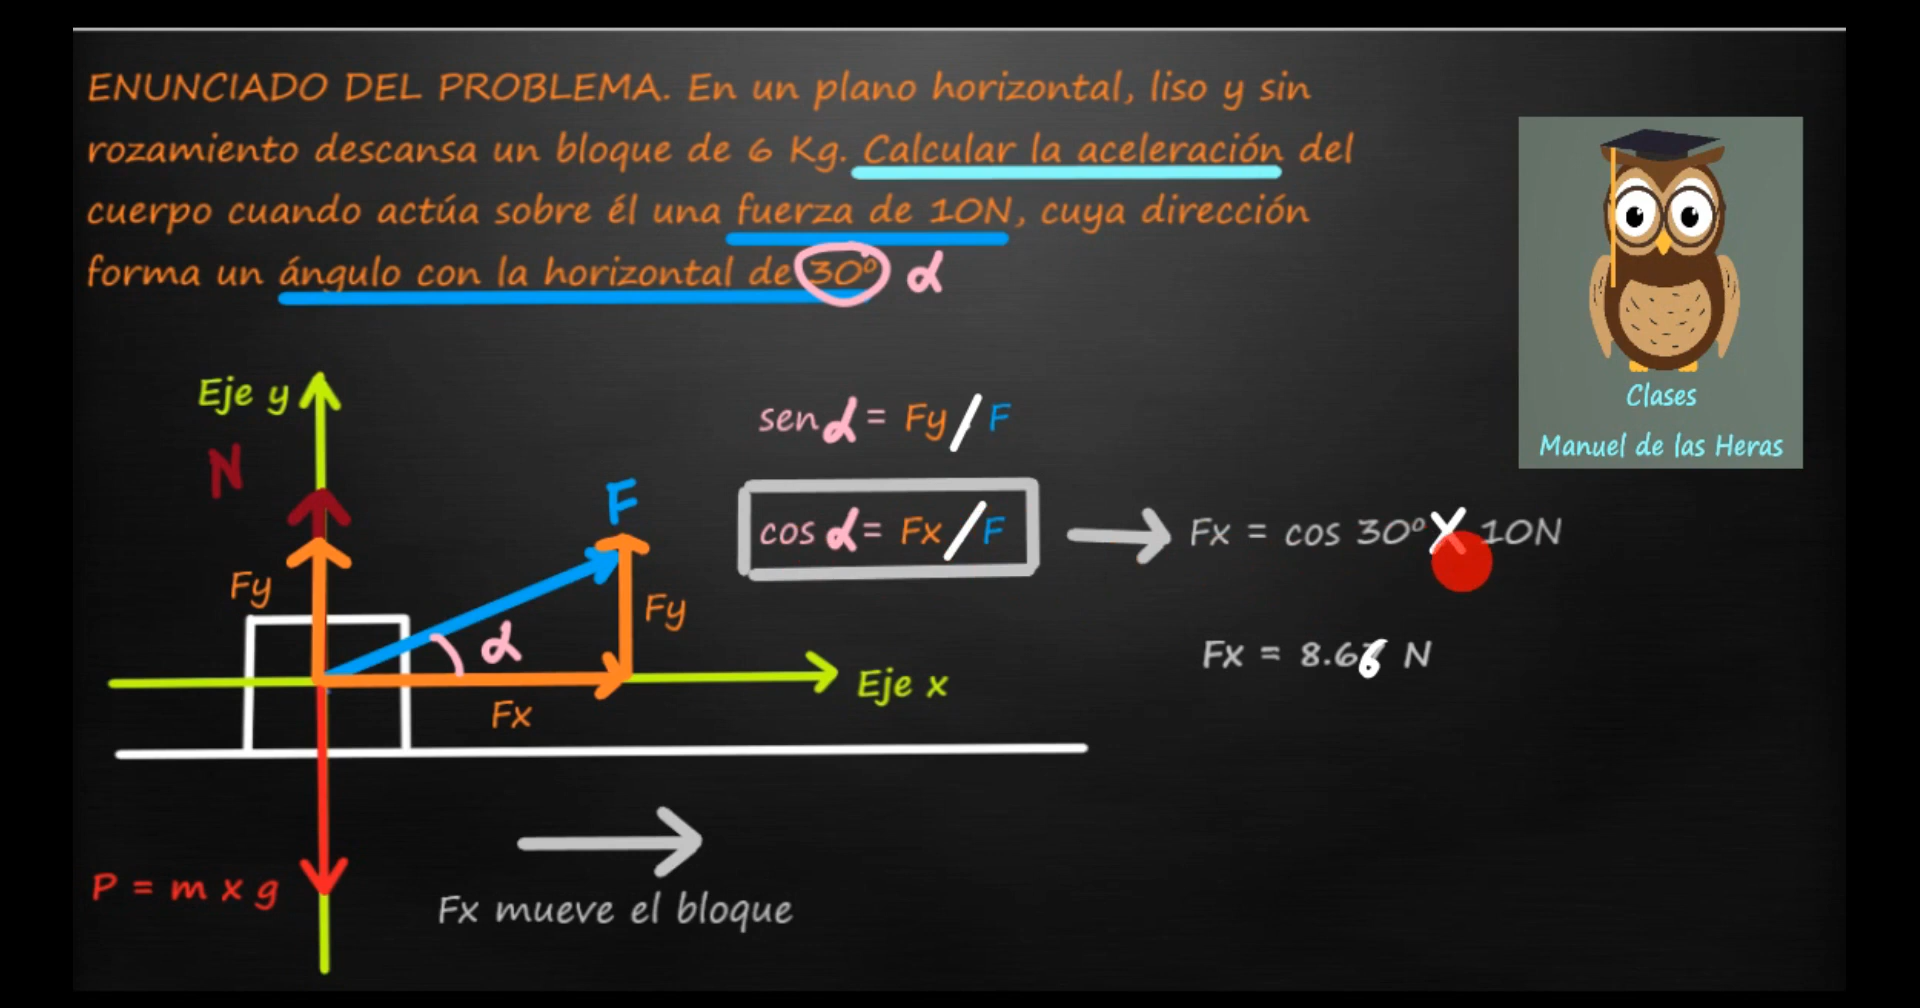 ENUNCIADO DEL PROBLEMA. En un plano horizontal, liso y sin
rozamiento descansa un bloque de 6 Kg. Calcular la aceleración del
cuerpo cuando actúa sobre él una fuerza de 10N, cuya dirección
forma un ángulo con la horizontal de 30º α
Eje y
N
Fy
F
α
Fy
Fx
Eje x
P = m x g
Fx mueve el bloque
sen α = Fy / F
cos α = Fx / F
Fx = cos 30º X 10N
Fx = 8.66 N
Clases
Manuel de las Heras